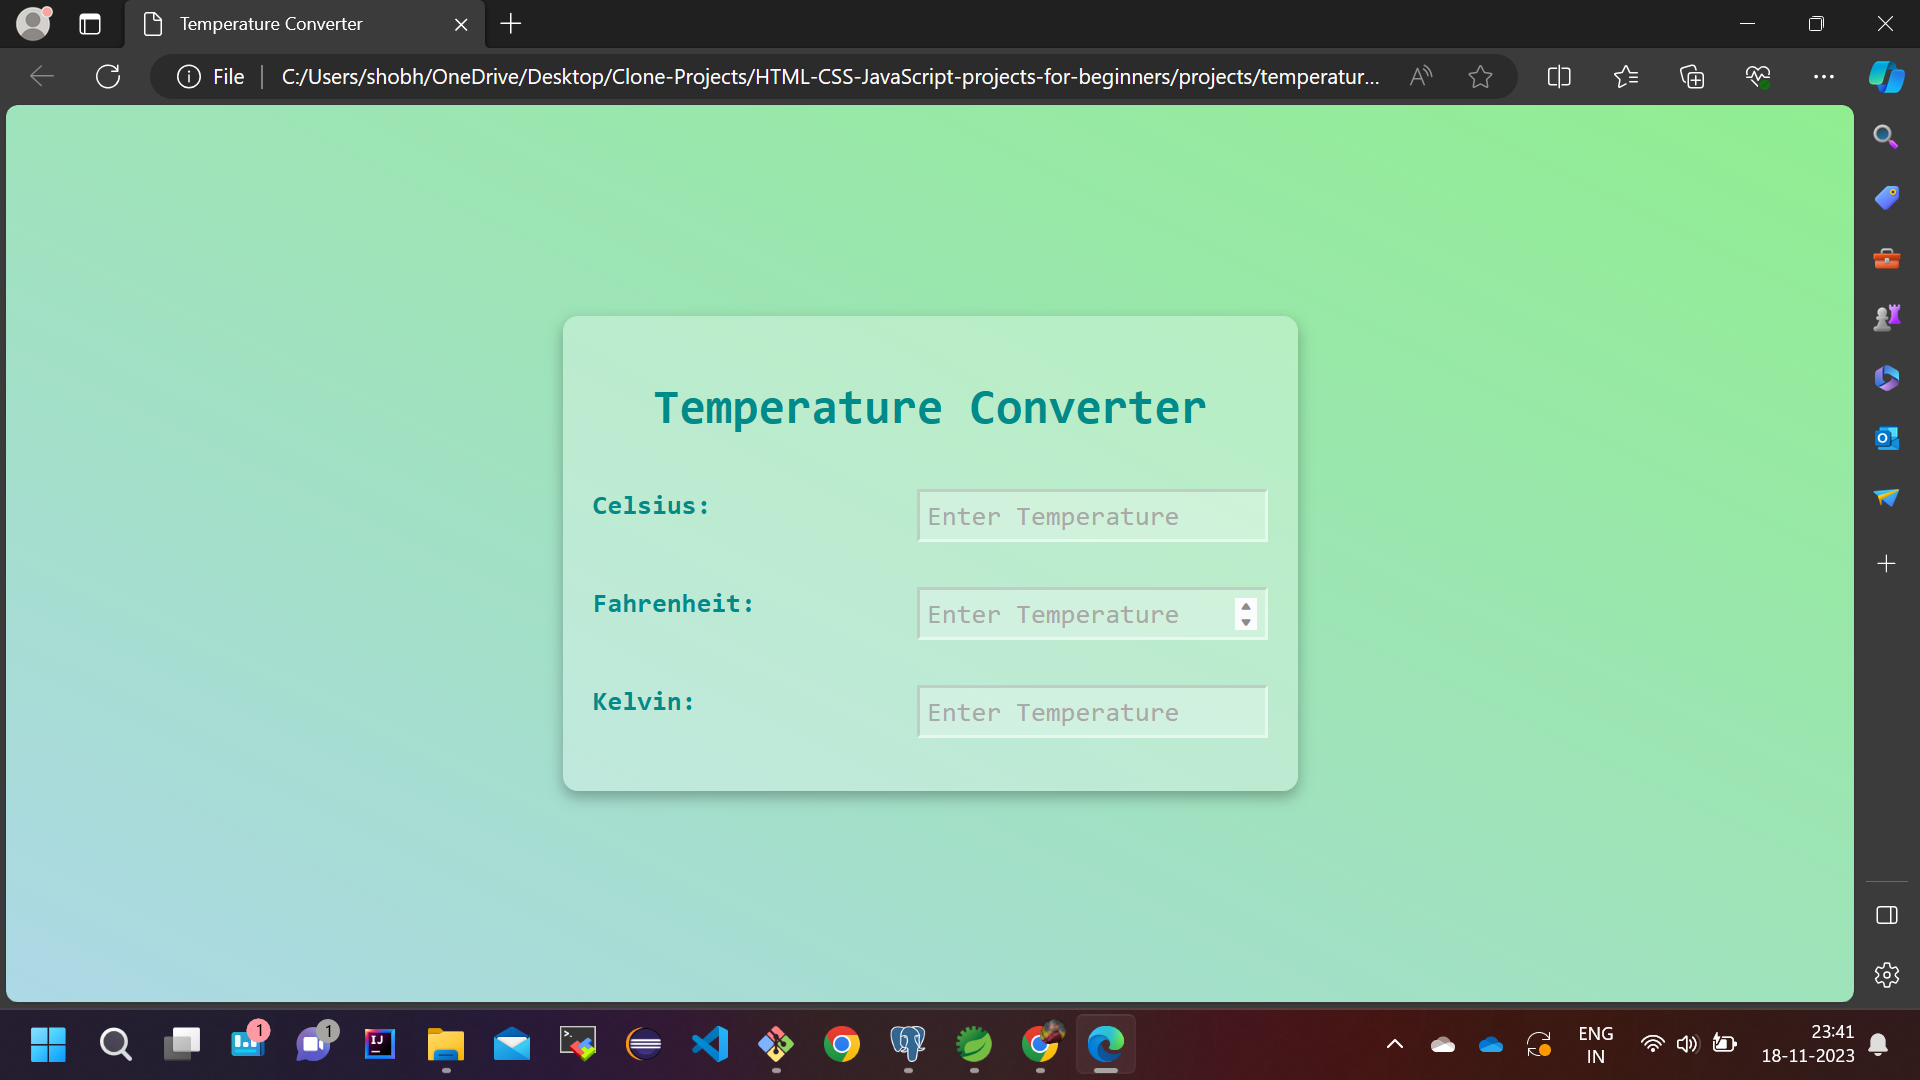 Temperature Converter
File
C:/Users/shobh/OneDrive/Desktop/Clone-Projects/HTML-CSS-JavaScript-projects-for-beginners/projects/temperatur...
Temperature Converter
Celsius:
Enter Temperature
Fahrenheit:
Enter Temperature
Kelvin:
Enter Temperature
1
1
IJ
ENG
IN
23:41
18-11-2023